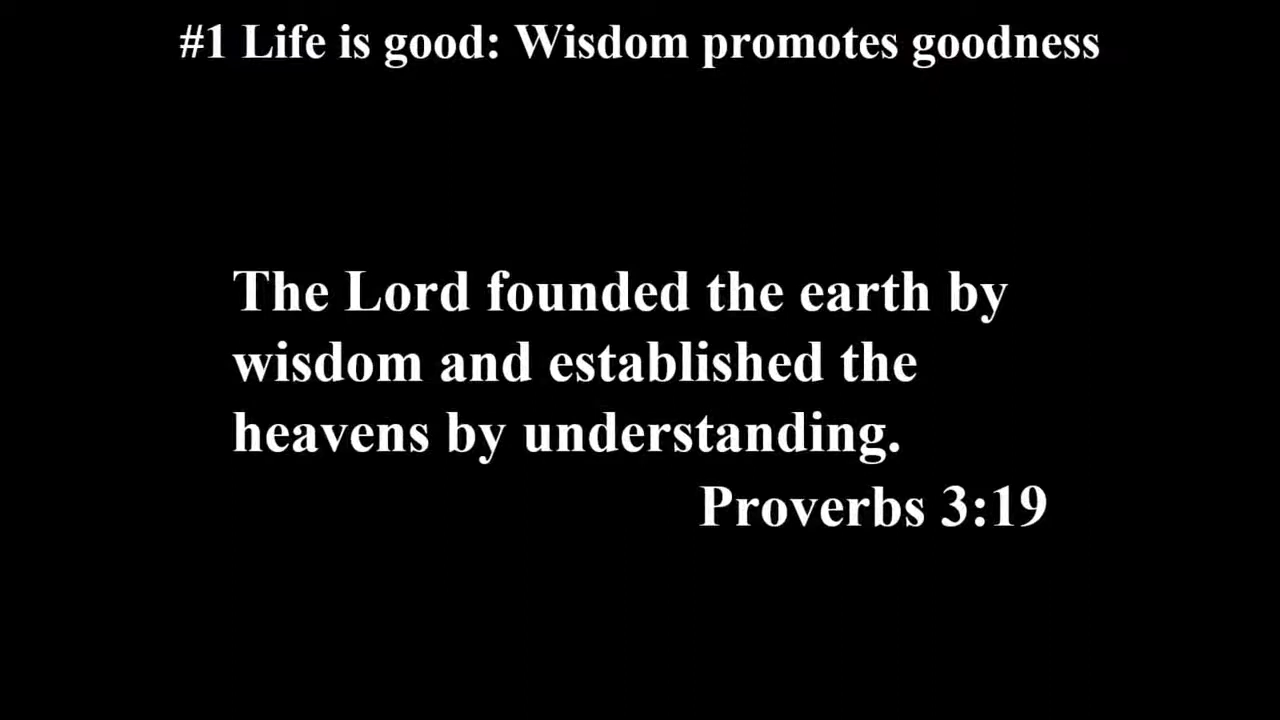 #1 Life is good: Wisdom promotes goodness
The Lord founded the earth by
wisdom and established the
heavens by understanding.
Proverbs 3:19